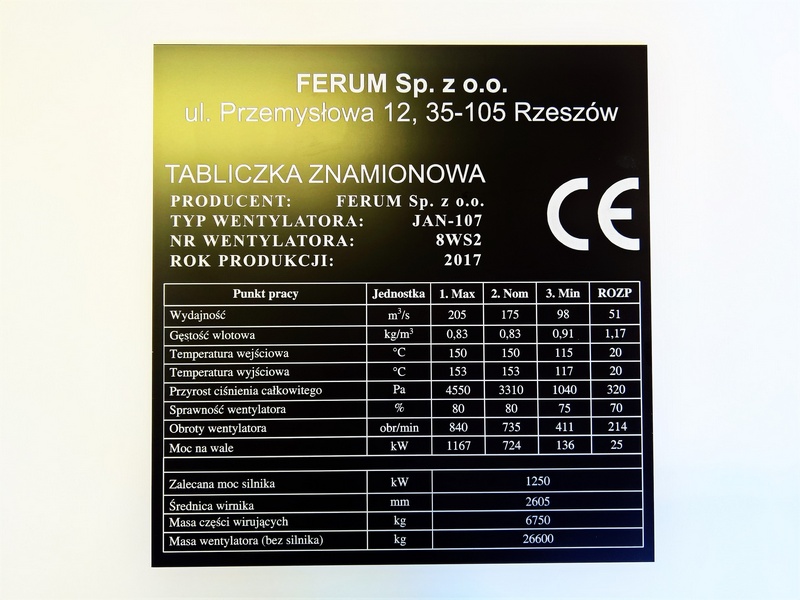 FERUM Sp. z o.o.
ul. Przemysłowa 12, 35-105 Rzeszów
TABLICZKA ZNAMIONOWA
PRODUCENT: FERUM Sp. z o.o.
TYP WENTYLATORA: JAN-107
NR WENTYLATORA: 8WS2
ROK PRODUKCJI: 2017
CE
Punkt pracy Jednostka 1. Max 2. Nom 3. Min ROZP
Wydajność m³/s 205 175 98 51
Gęstość wlotowa kg/m³ 0,83 0,83 0,91 1,17
Temperatura wejściowa °C 150 150 115 20
Temperatura wyjściowa °C 153 153 117 20
Przyrost ciśnienia całkowitego Pa 4550 3310 1040 320
Sprawność wentylatora % 80 80 75 70
Obroty wentylatora obr/min 840 735 411 214
Moc na wale kW 1167 724 136 25
Zalecana moc silnika kW 1250
Średnica wirnika mm 2605
Masa części wirujących kg 6750
Masa wentylatora (bez silnika) kg 26600